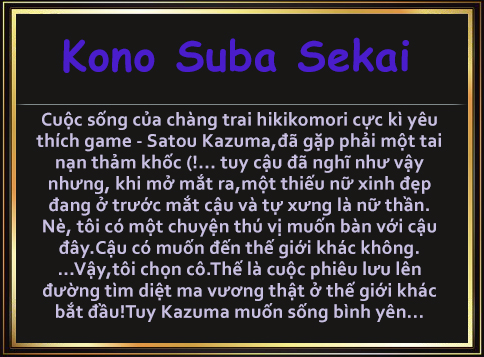 Kono Suba Sekai
Cuộc sống của chàng trai hikikomori cực kì yêu
thích game - Satou Kazuma,đã gặp phải một tai
nạn thảm khốc (!... tuy cậu đã nghĩ như vậy
nhưng, khi mở mắt ra,một thiếu nữ xinh đẹp
đang ở trước mắt cậu và tự xưng là nữ thần.
Nè, tôi có một chuyện thú vị muốn bàn với cậu
đây.Cậu có muốn đến thế giới khác không.
...Vậy,tôi chọn cô.Thế là cuộc phiêu lưu lên
đường tìm diệt ma vương thật ở thế giới khác
bắt đầu!Tuy Kazuma muốn sống bình yên...